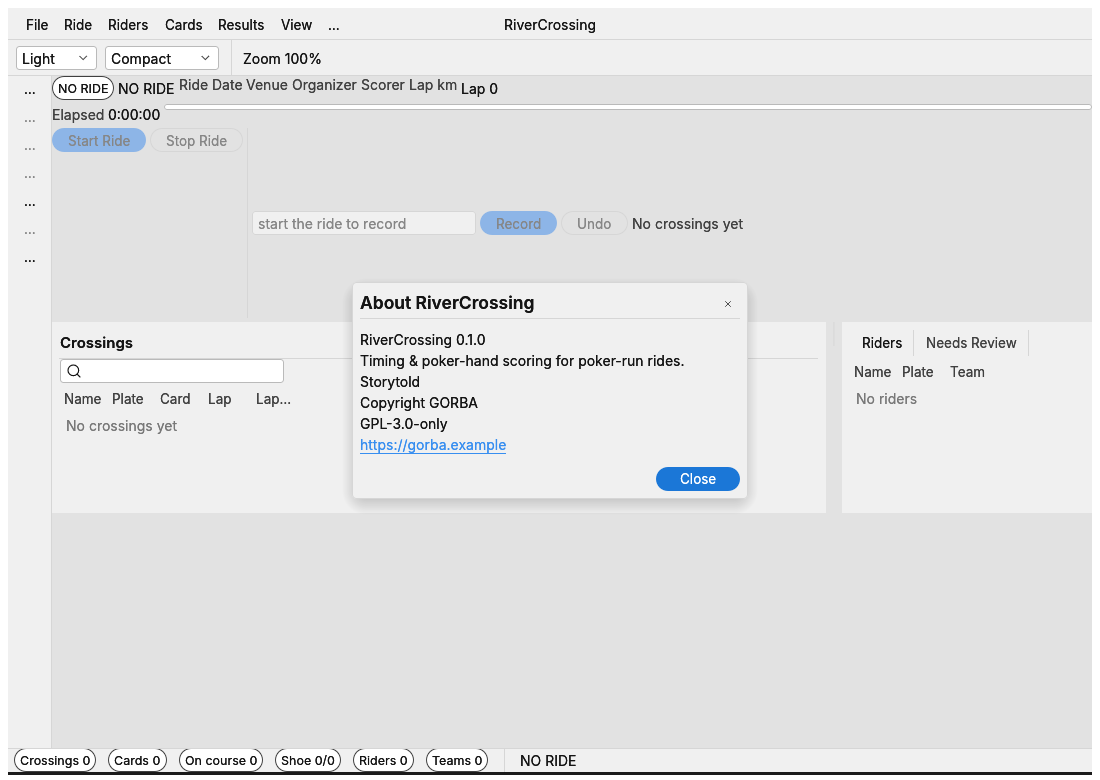 File Ride Riders Cards Results View ... RiverCrossing
Light Compact Zoom 100%
... NO RIDE NO RIDE Ride Date Venue Organizer Scorer Lap km Lap 0
... Elapsed 0:00:00
... Start Ride Stop Ride
...
...
... start the ride to record Record Undo No crossings yet
...
About RiverCrossing ×
RiverCrossing 0.1.0
Timing & poker-hand scoring for poker-run rides.
Storytold
Copyright GORBA
GPL-3.0-only
https://gorba.example
Close
Crossings
Name Plate Card Lap Lap...
No crossings yet
Riders Needs Review
Name Plate Team
No riders
Crossings 0 Cards 0 On course 0 Shoe 0/0 Riders 0 Teams 0 NO RIDE